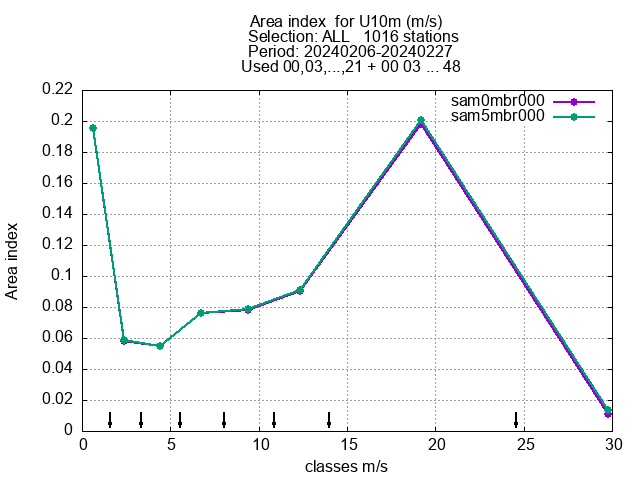 Area index  for U10m (m/s)
Selection: ALL   1016 stations
Period: 20240206-20240227
Used 00,03,...,21 + 00 03 ... 48
sam0mbr000
sam5mbr000
0.22
0.2
0.18
0.16
0.14
0.12
0.1
0.08
0.06
0.04
0.02
0
Area index
0 5 10 15 20 25 30
classes m/s